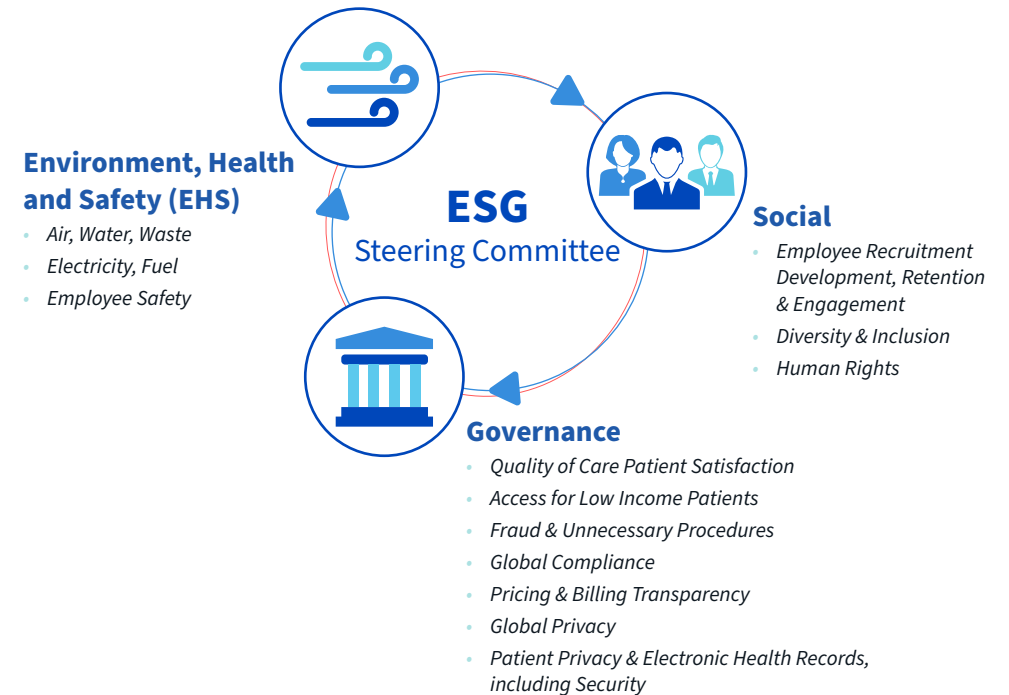 Environment, Health
and Safety (EHS)
• Air, Water, Waste
• Electricity, Fuel
• Employee Safety
ESG
Steering Committee
Social
• Employee Recruitment
Development, Retention
& Engagement
• Diversity & Inclusion
• Human Rights
Governance
• Quality of Care Patient Satisfaction
• Access for Low Income Patients
• Fraud & Unnecessary Procedures
• Global Compliance
• Pricing & Billing Transparency
• Global Privacy
• Patient Privacy & Electronic Health Records,
including Security